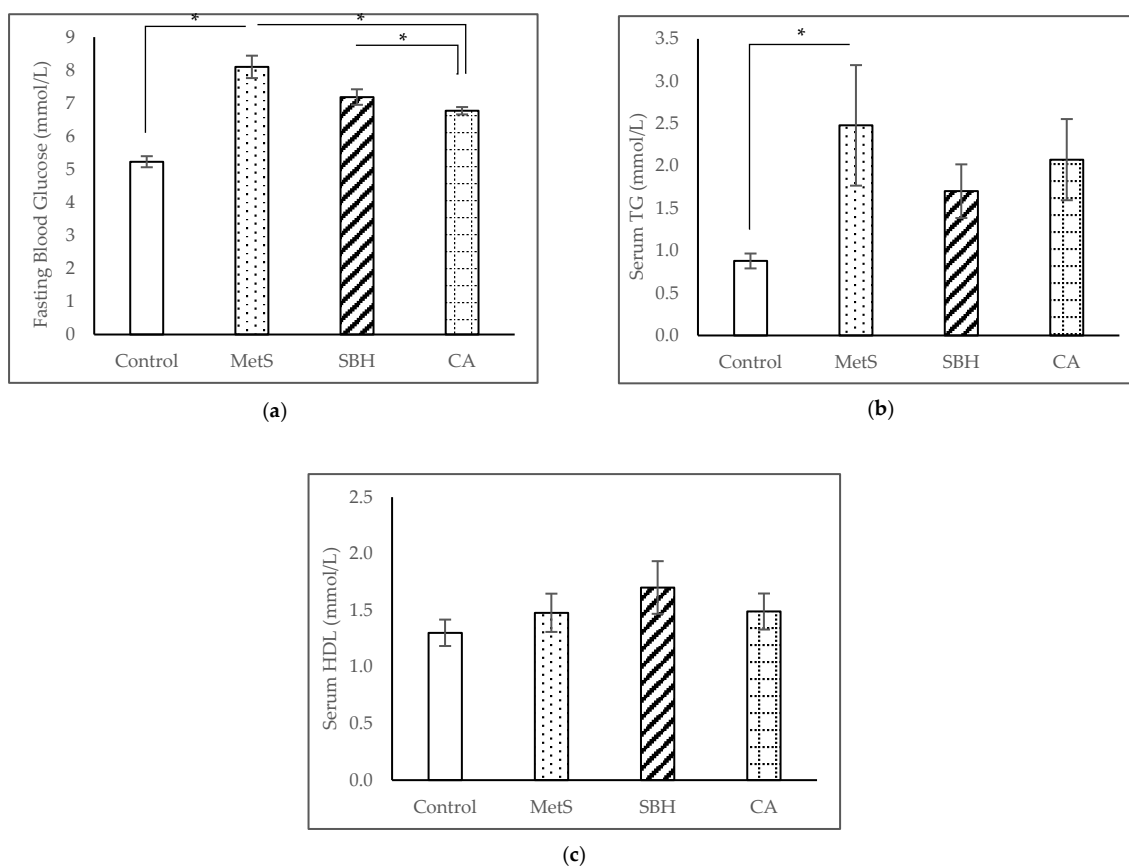 * * *
*
9
8
7
6
5
4
3
2
1
0
Fasting Blood Glucose (mmol/L)
Control MetS SBH CA
(a)
*
3.5
3.0
2.5
2.0
1.5
1.0
0.5
0.0
Serum TG (mmol/L)
Control MetS SBH CA
(b)
2.5
2.0
1.5
1.0
0.5
0.0
Serum HDL (mmol/L)
Control MetS SBH CA
(c)